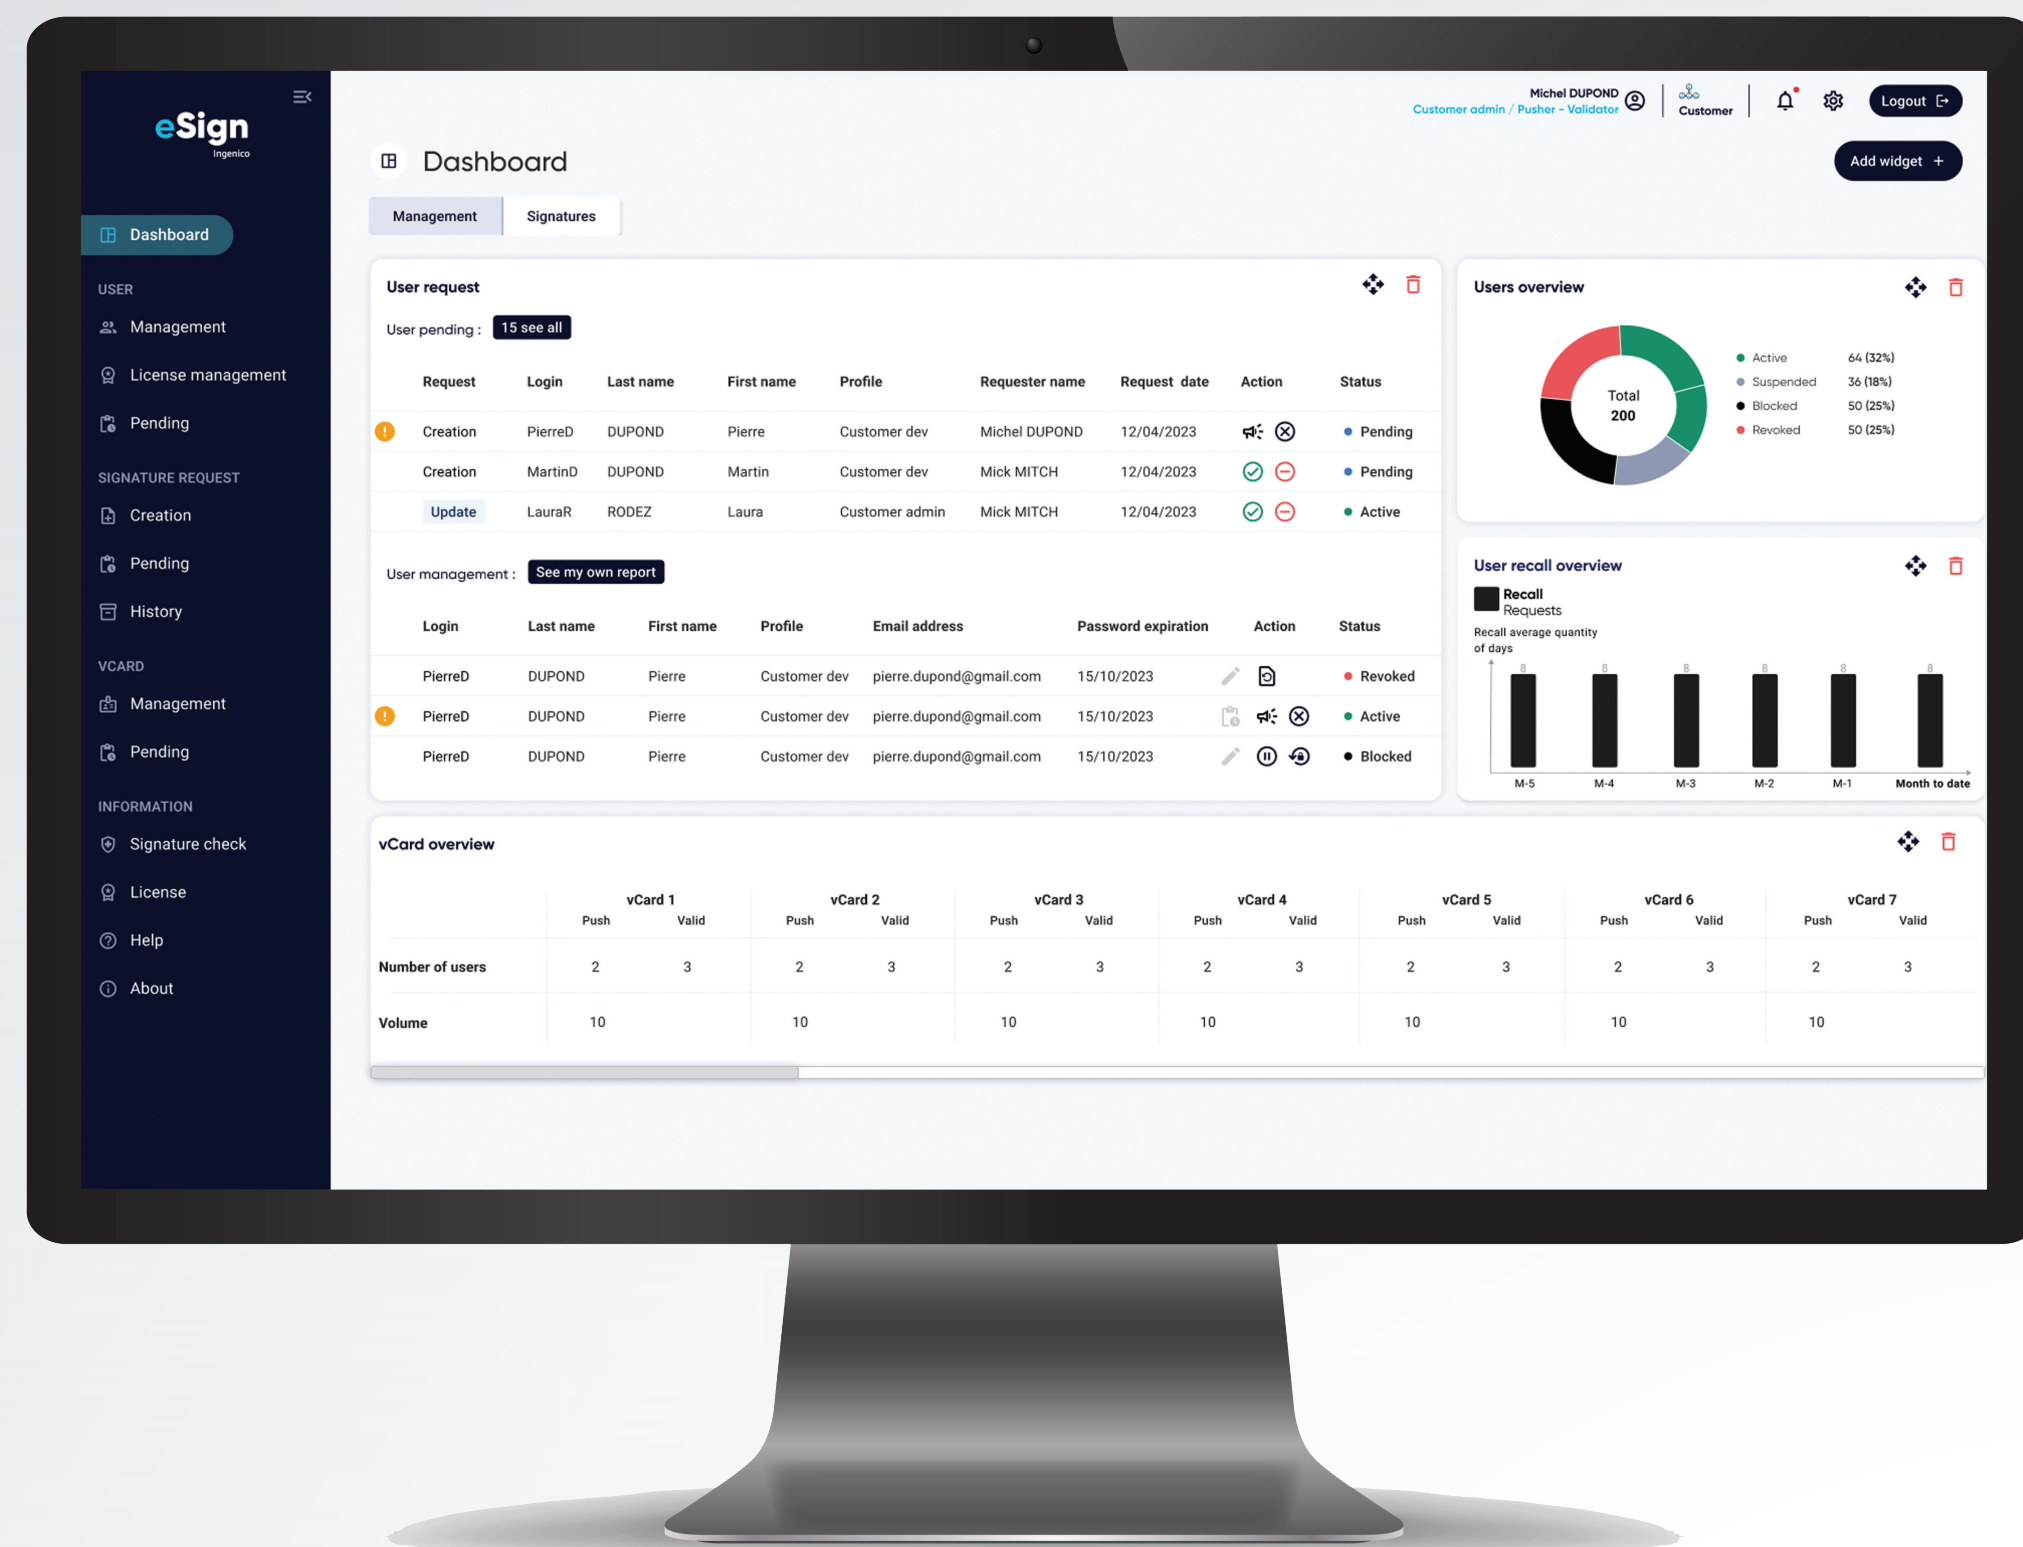 eSign
Ingenico
Dashboard
USER
Management
License management
Pending
SIGNATURE REQUEST
Creation
Pending
History
VCARD
Management
Pending
INFORMATION
Signature check
License
Help
About
Michel DUPOND
Customer admin / Pusher - Validator
Customer
Logout
Dashboard
Add widget +
Management Signatures
User request
User pending : 15 see all
Request Login Last name First name Profile Requester name Request date Action Status
Creation PierreD DUPOND Pierre Customer dev Michel DUPOND 12/04/2023 Pending
Creation MartinD DUPOND Martin Customer dev Mick MITCH 12/04/2023 Pending
Update LauraR RODEZ Laura Customer admin Mick MITCH 12/04/2023 Active
User management : See my own report
Login Last name First name Profile Email address Password expiration Action Status
PierreD DUPOND Pierre Customer dev pierre.dupond@gmail.com 15/10/2023 Revoked
PierreD DUPOND Pierre Customer dev pierre.dupond@gmail.com 15/10/2023 Active
PierreD DUPOND Pierre Customer dev pierre.dupond@gmail.com 15/10/2023 Blocked
Users overview
Total
200
Active 64 (32%)
Suspended 36 (18%)
Blocked 50 (25%)
Revoked 50 (25%)
User recall overview
Recall
Requests
Recall average quantity
of days
8 8 8 8 8 8
M-5 M-4 M-3 M-2 M-1 Month to date
vCard overview
vCard 1 vCard 2 vCard 3 vCard 4 vCard 5 vCard 6 vCard 7
Push Valid Push Valid Push Valid Push Valid Push Valid Push Valid Push Valid
Number of users 2 3 2 3 2 3 2 3 2 3 2 3 2 3
Volume 10 10 10 10 10 10 10